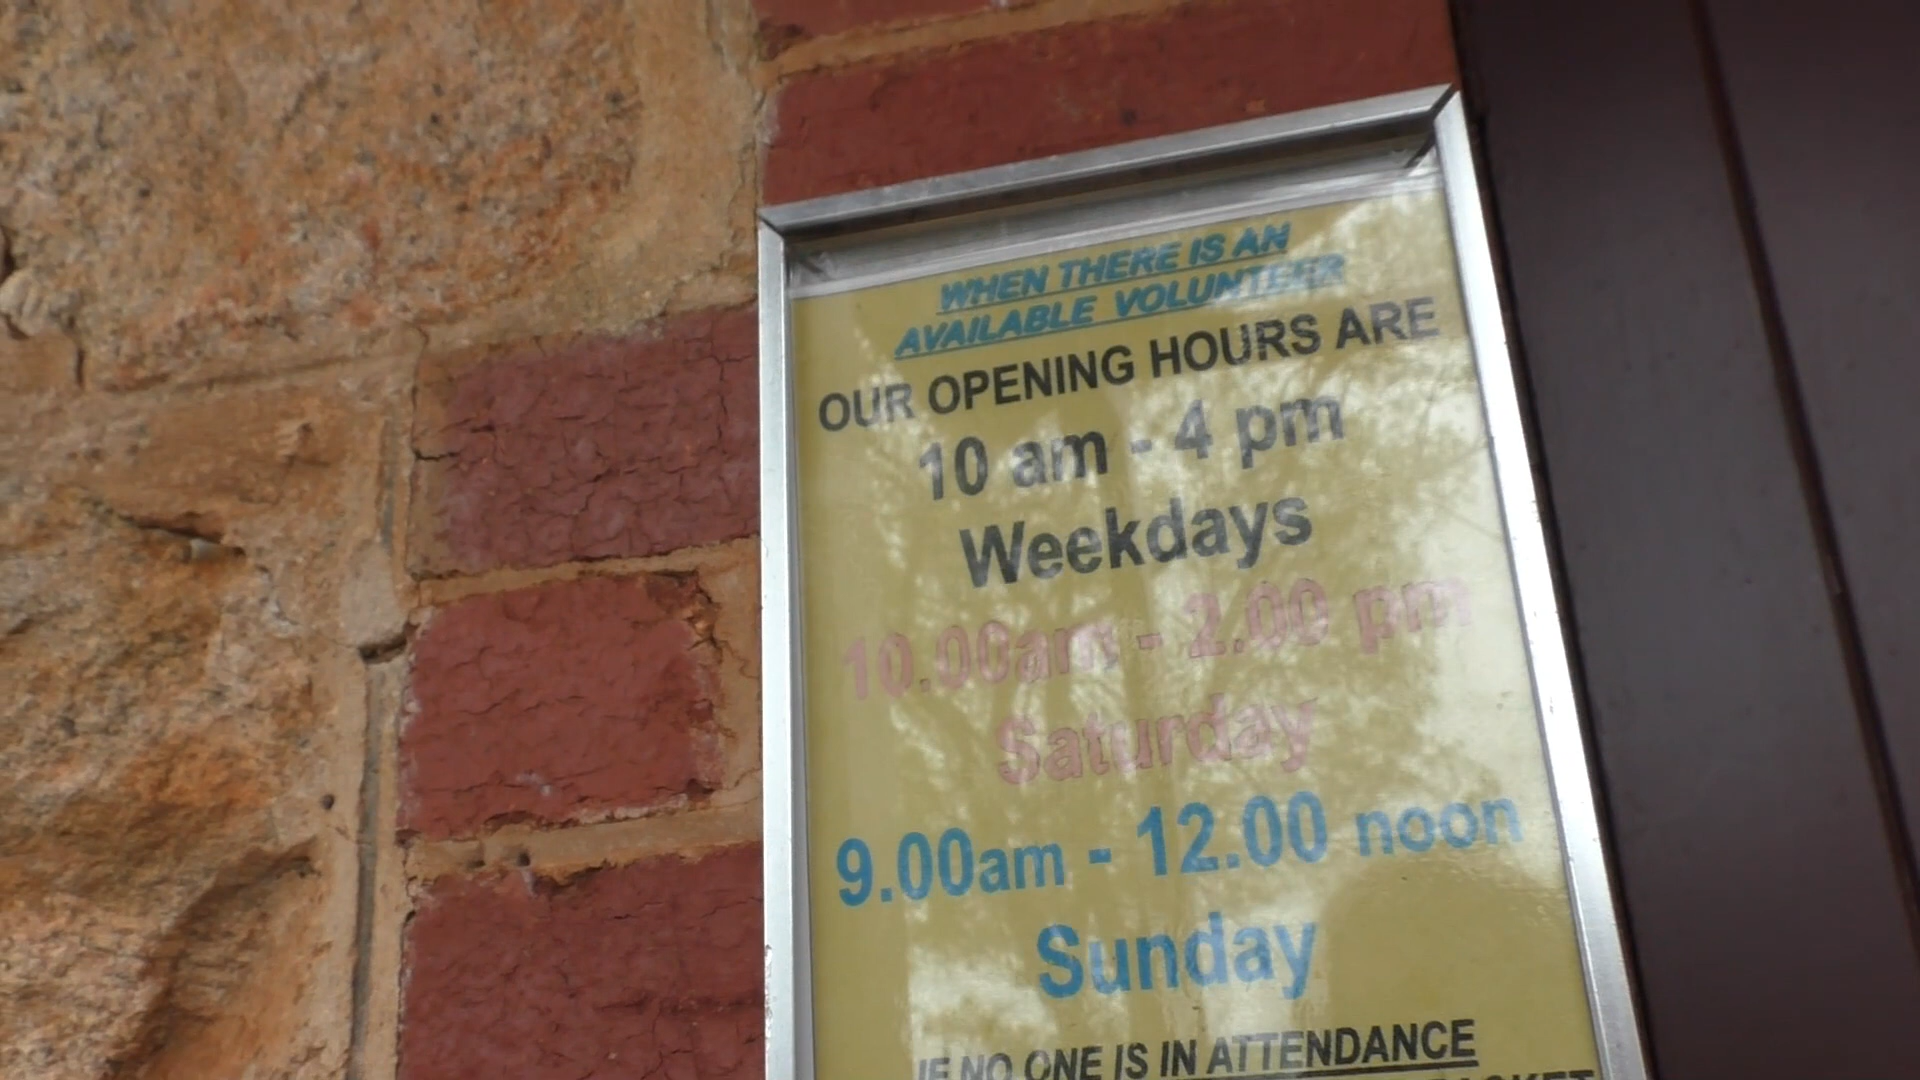 WHEN THERE IS AN
AVAILABLE VOLUNTEER
OUR OPENING HOURS ARE
10 am - 4 pm
Weekdays
10.00am - 2.00 pm
Saturday
9.00am - 12.00 noon
Sunday
IF NO ONE IS IN ATTENDANCE